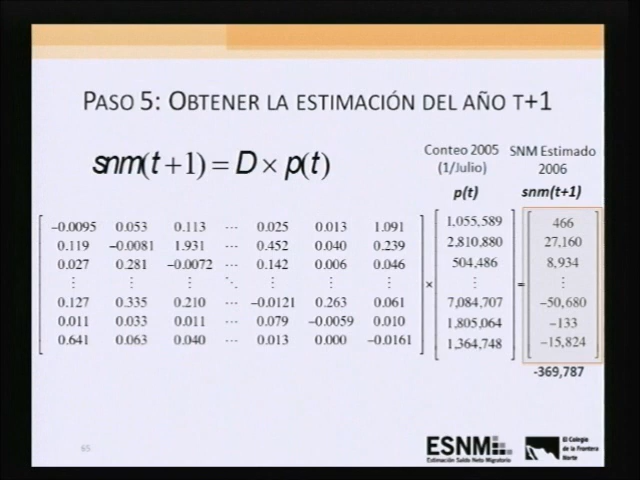 PASO 5: OBTENER LA ESTIMACIÓN DEL AÑO T+1
snm(t+1) = D × p(t)
Conteo 2005
(1/Julio)
p(t)
SNM Estimado
2006
snm(t+1)
−0.0095 0.053 0.113 ⋯ 0.025 0.013 1.091 1,055,589 466
0.119 −0.0081 1.931 ⋯ 0.452 0.040 0.239 2,810,880 27,160
0.027 0.281 −0.0072 ⋯ 0.142 0.006 0.046 504,486 8,934
⋮ ⋮ ⋮ ⋱ ⋮ ⋮ ⋮ × ⋮ = ⋮
0.127 0.335 0.210 ⋯ −0.0121 0.263 0.061 7,084,707 −50,680
0.011 0.033 0.011 ⋯ 0.079 −0.0059 0.010 1,805,064 −133
0.641 0.063 0.040 ⋯ 0.013 0.000 −0.0161 1,364,748 −15,824
-369,787
65
ESNM
Estimación Saldo Neto Migratorio
El Colegio
de la Frontera
Norte